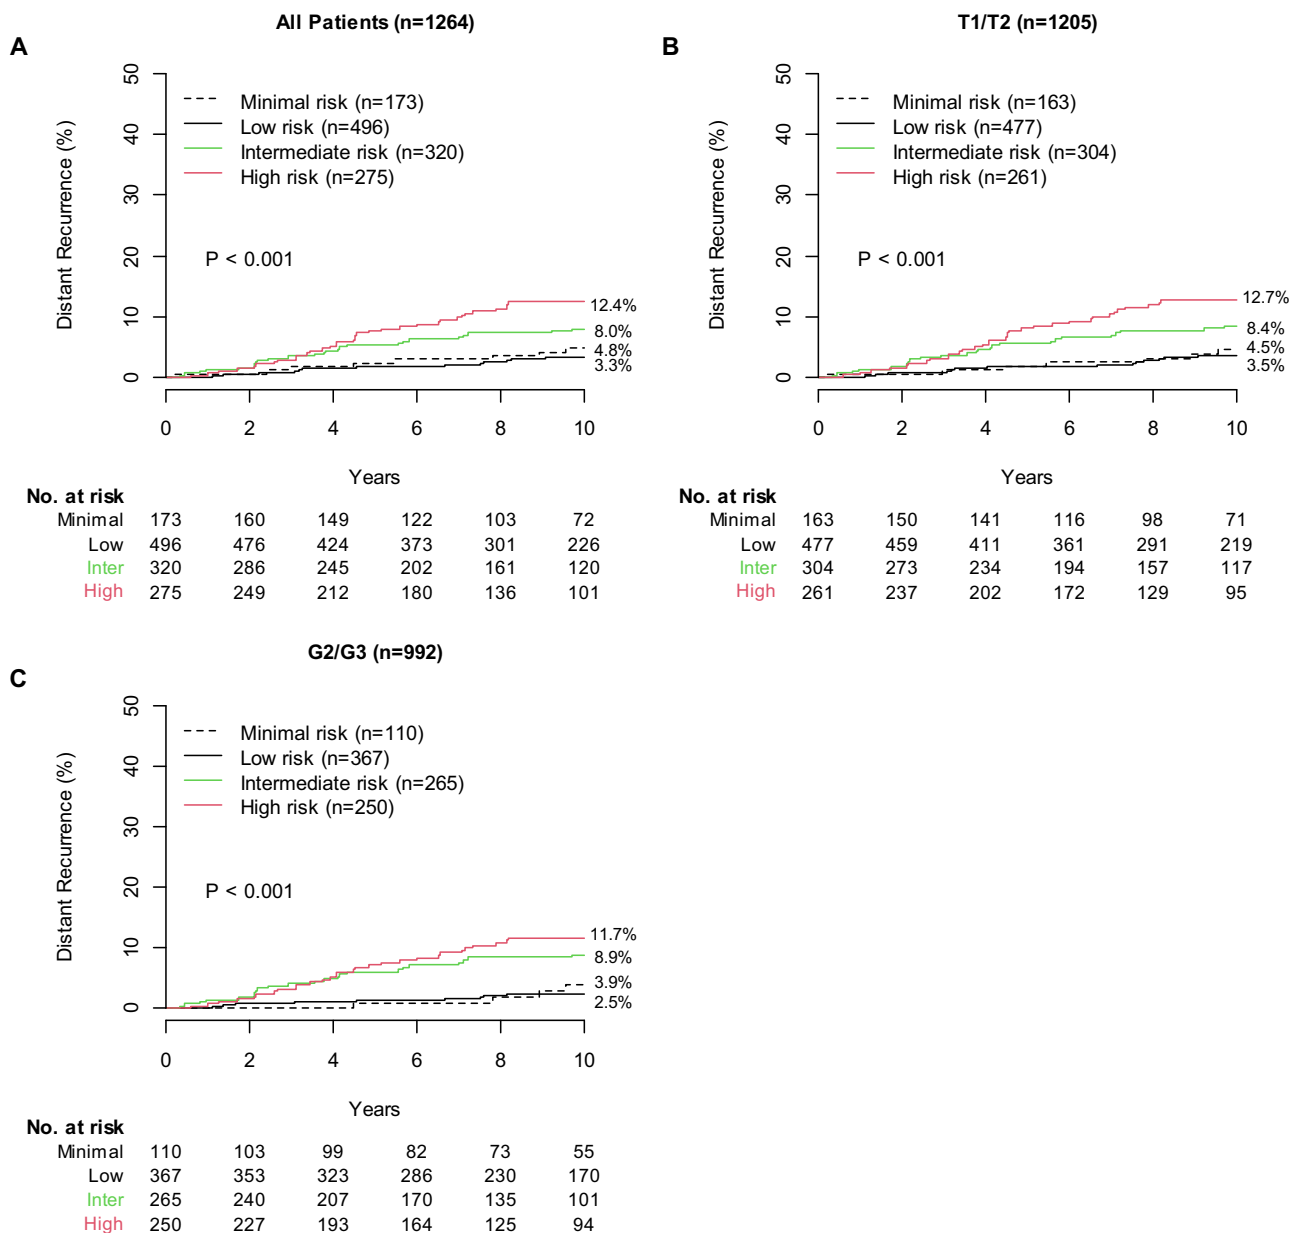 All Patients (n=1264)
A
50
40
30
20
10
0
Distant Recurrence (%)
Minimal risk (n=173)
Low risk (n=496)
Intermediate risk (n=320)
High risk (n=275)
P < 0.001
12.4%
8.0%
4.8%
3.3%
0 2 4 6 8 10
Years
No. at risk
Minimal 173 160 149 122 103 72
Low 496 476 424 373 301 226
Inter 320 286 245 202 161 120
High 275 249 212 180 136 101
T1/T2 (n=1205)
B
50
40
30
20
10
0
Distant Recurrence (%)
Minimal risk (n=163)
Low risk (n=477)
Intermediate risk (n=304)
High risk (n=261)
P < 0.001
12.7%
8.4%
4.5%
3.5%
0 2 4 6 8 10
Years
No. at risk
Minimal 163 150 141 116 98 71
Low 477 459 411 361 291 219
Inter 304 273 234 194 157 117
High 261 237 202 172 129 95
G2/G3 (n=992)
C
50
40
30
20
10
0
Distant Recurrence (%)
Minimal risk (n=110)
Low risk (n=367)
Intermediate risk (n=265)
High risk (n=250)
P < 0.001
11.7%
8.9%
3.9%
2.5%
0 2 4 6 8 10
Years
No. at risk
Minimal 110 103 99 82 73 55
Low 367 353 323 286 230 170
Inter 265 240 207 170 135 101
High 250 227 193 164 125 94